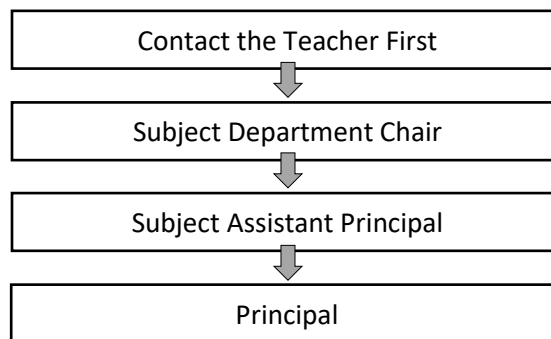 Contact the Teacher First
Subject Department Chair
Subject Assistant Principal
Principal